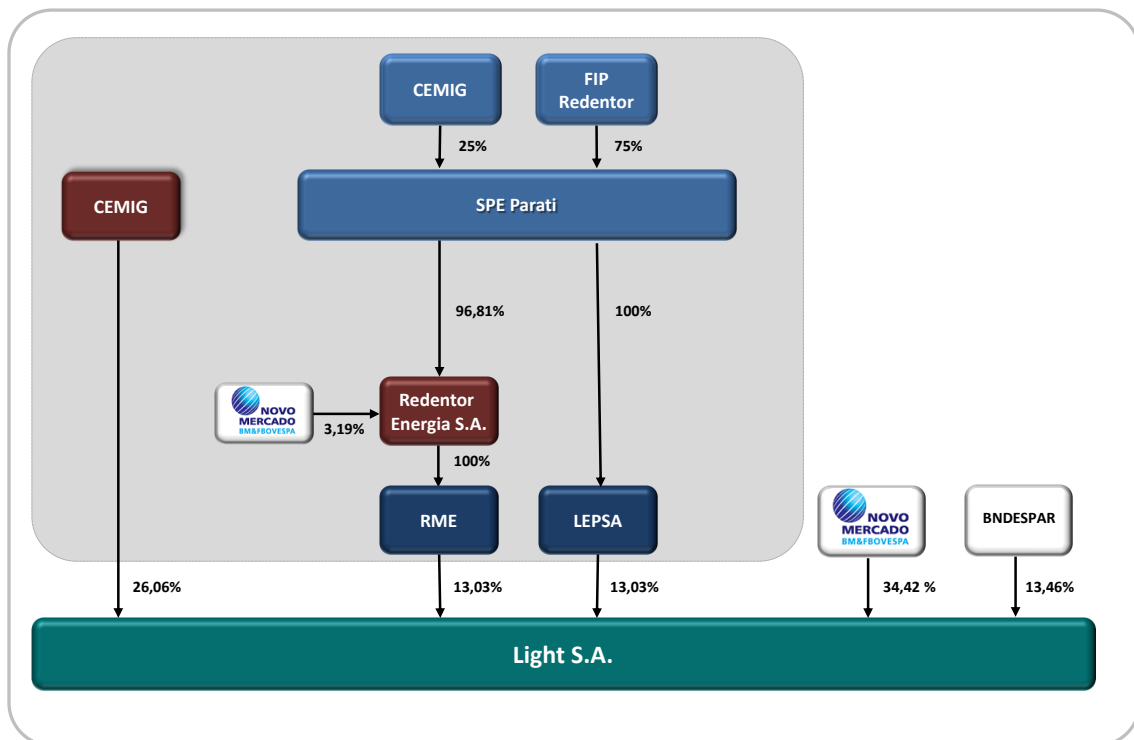 CEMIG
FIP
Redentor
25%
75%
CEMIG
SPE Parati
96,81%
100%
NOVO
MERCADO
BM&FBOVESPA
3,19%
Redentor
Energia S.A.
100%
RME
LEPSA
NOVO
MERCADO
BM&FBOVESPA
BNDESPAR
26,06%
13,03%
13,03%
34,42 %
13,46%
Light S.A.